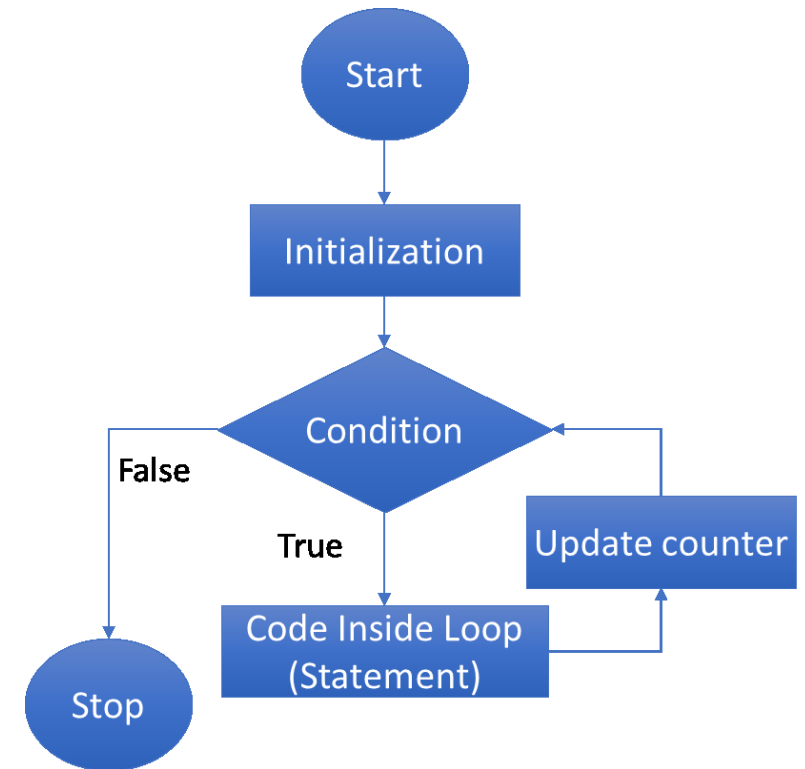 Start
Initialization
Condition
False
True
Update counter
Code Inside Loop
(Statement)
Stop